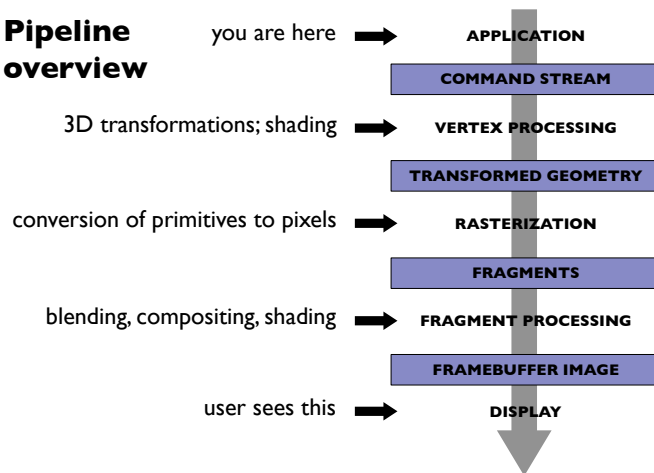 Pipeline overview
you are here
APPLICATION
COMMAND STREAM
3D transformations; shading
VERTEX PROCESSING
TRANSFORMED GEOMETRY
conversion of primitives to pixels
RASTERIZATION
FRAGMENTS
blending, compositing, shading
FRAGMENT PROCESSING
FRAMEBUFFER IMAGE
user sees this
DISPLAY